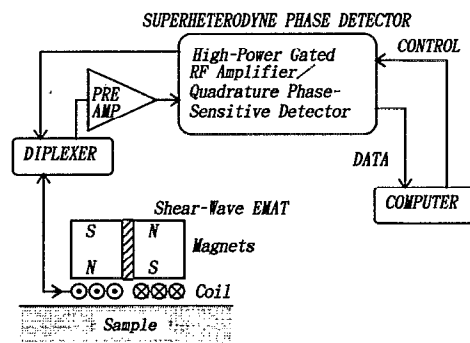 SUPERHETERODYNE PHASE DETECTOR
High-Power Gated
RF Amplifier/
Quadrature Phase-
Sensitive Detector
CONTROL
PRE
AMP
DIPLEXER
DATA
COMPUTER
Shear-Wave EMAT
S N
Magnets
N S
Coil
Sample